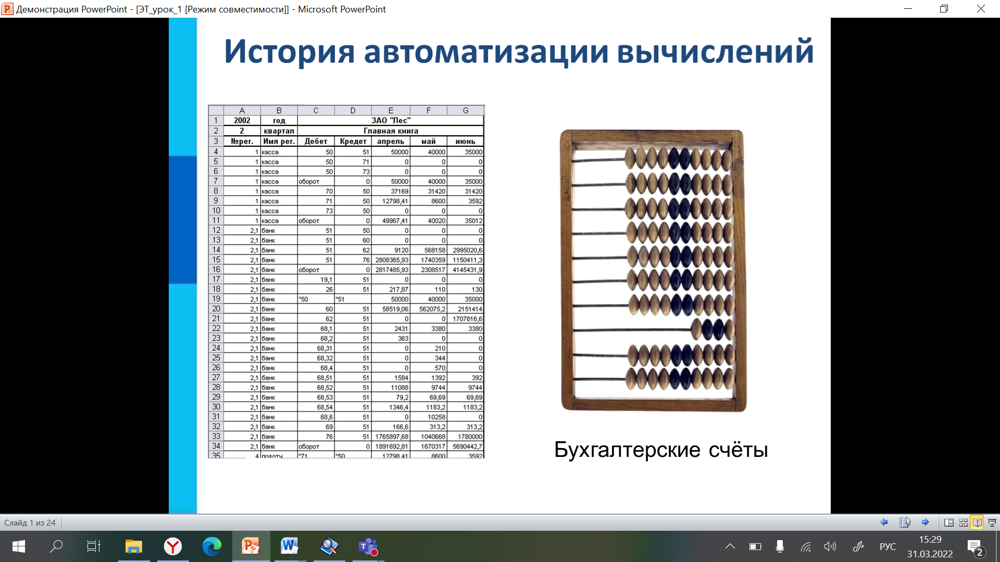 Демонстрация PowerPoint - [ЭТ_урок_1 [Режим совместимости]] - Microsoft PowerPoint
История автоматизации вычислений
A B C D E F G
1 2002 год ЗАО "Лес"
2 2 квартал Главная книга
3 №рег. Имя рег. Дебет Кредет апрель май июнь
4 1 касса 50 51 50000 40000 35000
5 1 касса 50 71 0 0 0
6 1 касса 50 73 0 0 0
7 1 касса оборот 0 50000 40000 35000
8 1 касса 70 50 37169 31420 31420
9 1 касса 71 50 12798,41 8600 3592
10 1 касса 73 50 0 0 0
11 1 касса оборот 0 49967,41 40020 35012
12 2,1 банк 51 50 0 0 0
13 2,1 банк 51 60 0 0 0
14 2,1 банк 51 62 9120 568158 2995020,6
15 2,1 банк 51 76 2808365,93 1740359 1150411,3
16 2,1 банк оборот 0 2817485,93 2308517 4145431,9
17 2,1 банк 19,1 51 0 0 0
18 2,1 банк 26 51 217,87 110 130
19 2,1 банк "50 "51 50000 40000 35000
20 2,1 банк 60 51 58519,06 562075,2 2151414
21 2,1 банк 62 51 0 0 1707816,6
22 2,1 банк 68,1 51 2431 3380 3380
23 2,1 банк 68,2 51 363 0 0
24 2,1 банк 68,31 51 0 210 0
25 2,1 банк 68,32 51 0 344 0
26 2,1 банк 68,4 51 0 570 0
27 2,1 банк 68,51 51 1584 1392 392
28 2,1 банк 68,52 51 11088 9744 9744
29 2,1 банк 68,53 51 79,2 69,69 69,69
30 2,1 банк 68,54 51 1346,4 1183,2 1183,2
31 2,1 банк 68,6 51 0 10258 0
32 2,1 банк 69 51 166,6 313,2 313,2
33 2,1 банк 76 51 1765897,68 1040668 1780000
34 2,1 банк оборот 0 1891692,81 1670317 5690442,7
35 4 подотч "71 "50 12798,41 8600 3592
Бухгалтерские счёты
Слайд 1 из 24
РУС
15:29
31.03.2022
2